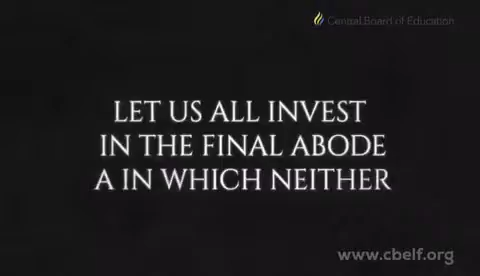 Central Board of Education
LET US ALL INVEST
IN THE FINAL ABODE
A IN WHICH NEITHER
www.cbelf.org